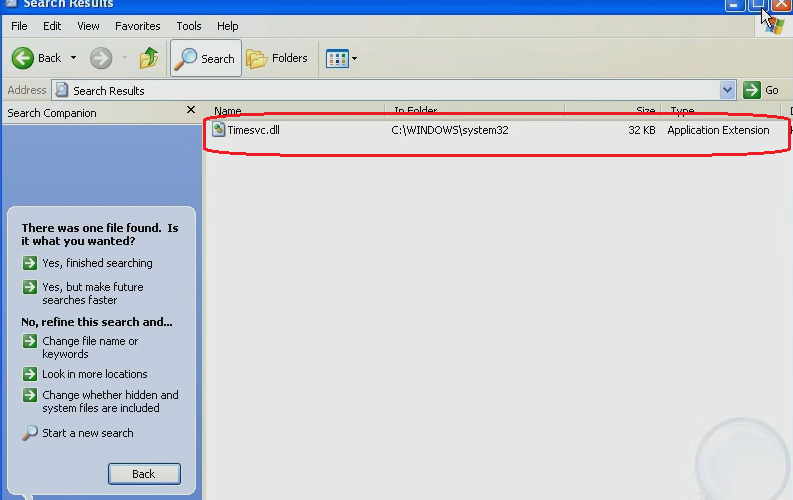 Search Results
File Edit View Favorites Tools Help
Back Search Folders
Address Search Results Go
Search Companion
Name In Folder Size Type
Timesvc.dll C:\WINDOWS\system32 32 KB Application Extension
There was one file found. Is
it what you wanted?
Yes, finished searching
Yes, but make future
searches faster
No, refine this search and...
Change file name or
keywords
Look in more locations
Change whether hidden and
system files are included
Start a new search
Back